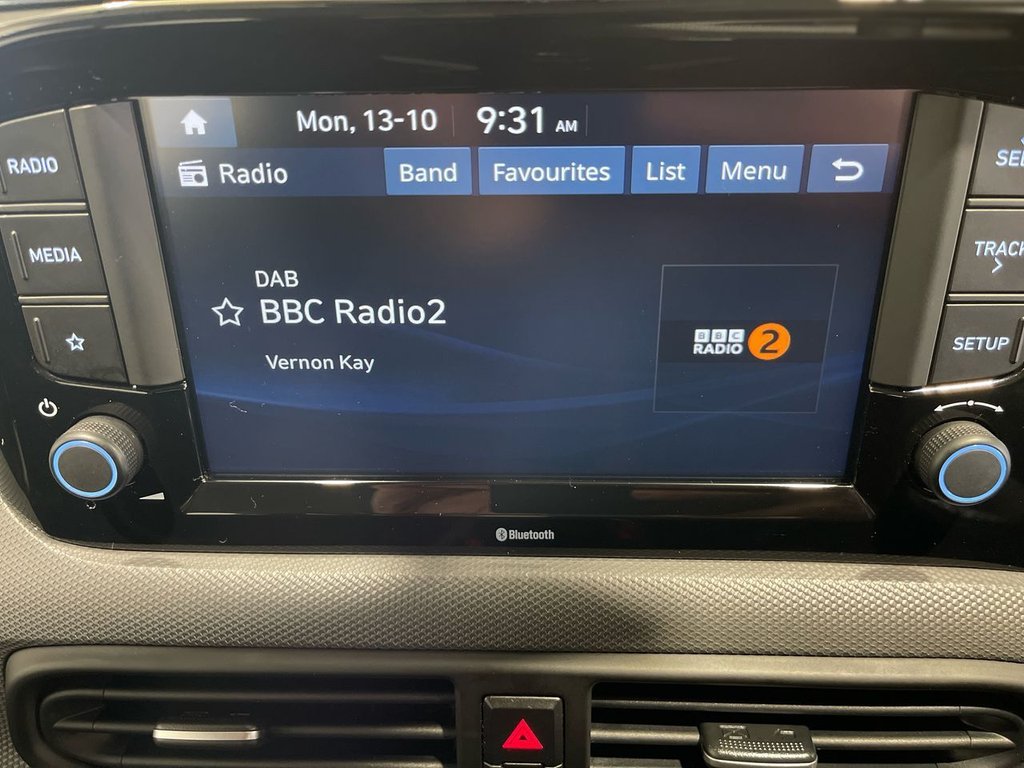 Mon, 13-10 9:31 AM
Radio Band Favourites List Menu
RADIO
MEDIA
DAB
BBC Radio2
Vernon Kay
BBC
RADIO 2
TRACK
SETUP
Bluetooth